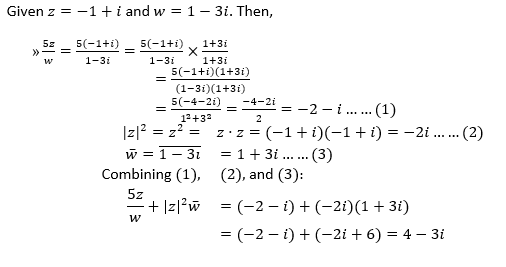 Given z = −1 + i and w = 1 − 3i. Then,
» 5z/w = 5(−1+i)/1−3i = 5(−1+i)/1−3i × 1+3i/1+3i
= 5(−1+i)(1+3i)/(1−3i)(1+3i)
= 5(−4−2i)/1²+3² = −4−2i/2 = −2 − i … … (1)
|z|² = z² = z · z = (−1 + i)(−1 + i) = −2i … … (2)
w̄ = \overline{1 − 3i} = 1 + 3i … … (3)
Combining (1), (2), and (3):
5z/w + |z|²w̄ = (−2 − i) + (−2i)(1 + 3i)
= (−2 − i) + (−2i + 6) = 4 − 3i